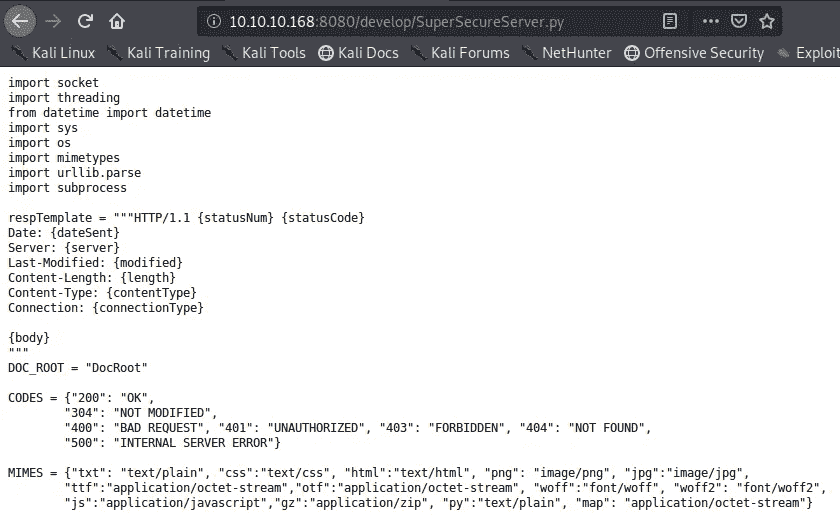 10.10.10.168:8080/develop/SuperSecureServer.py
Kali Linux Kali Training Kali Tools Kali Docs Kali Forums NetHunter Offensive Security Exploit
import socket
import threading
from datetime import datetime
import sys
import os
import mimetypes
import urllib.parse
import subprocess
respTemplate = """HTTP/1.1 {statusNum} {statusCode}
Date: {dateSent}
Server: {server}
Last-Modified: {modified}
Content-Length: {length}
Content-Type: {contentType}
Connection: {connectionType}
{body}
"""
DOC_ROOT = "DocRoot"
CODES = {"200": "OK",
"304": "NOT MODIFIED",
"400": "BAD REQUEST", "401": "UNAUTHORIZED", "403": "FORBIDDEN", "404": "NOT FOUND",
"500": "INTERNAL SERVER ERROR"}
MIMES = {"txt": "text/plain", "css":"text/css", "html":"text/html", "png": "image/png", "jpg":"image/jpg",
"ttf":"application/octet-stream","otf":"application/octet-stream", "woff":"font/woff", "woff2": "font/woff2",
"js":"application/javascript","gz":"application/zip", "py":"text/plain", "map": "application/octet-stream"}